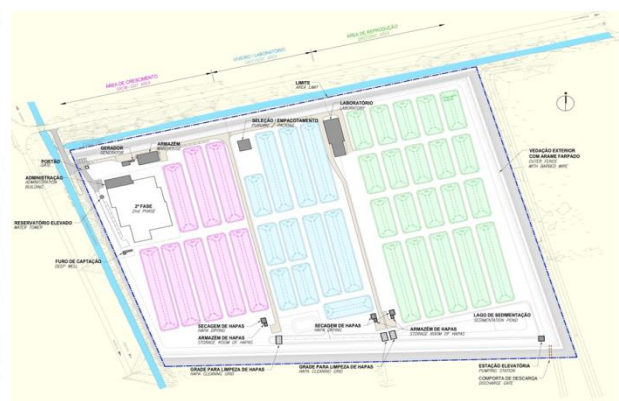 ÁREA DE REPRODUÇÃO
BREEDING AREA
VIVEIRO / LABORATÓRIO
ÁREA DE CRESCIMENTO
GROW OUT AREA
LIMITE
AREA LIMIT
LABORATÓRIO
LABORATORY
SELEÇÃO / EMPACOTAMENTO
ARMAZÉM
WAREHOUSE
GERADOR
GENERATOR
PORTÃO
GATE
ADMINISTRAÇÃO
ADMINISTRATION
BUILDING
VEDAÇÃO EXTERIOR
COM ARAME FARPADO
OUTER FENCE
WITH BARBED WIRE
2ª FASE
2nd PHASE
RESERVATÓRIO ELEVADO
WATER TOWER
FURO DE CAPTAÇÃO
DEEP WELL
SECAGEM DE HAPAS
HAPA DRYING
SECAGEM DE HAPAS
HAPA DRYING
LAGO DE SEDIMENTAÇÃO
SEDIMENTATION POND
ARMAZÉM DE HAPAS
STORAGE ROOM OF HAPAS
ARMAZÉM DE HAPAS
STORAGE ROOM OF HAPAS
GRADE PARA LIMPEZA DE HAPAS
HAPA CLEANING GRID
GRADE PARA LIMPEZA DE HAPAS
HAPA CLEANING GRID
ESTAÇÃO ELEVATÓRIA
PUMPING STATION
COMPORTA DE DESCARGA
DISCHARGE GATE